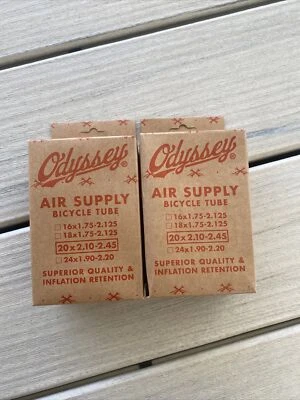 Odyssey®
AIR SUPPLY
BICYCLE TUBE
16x1.75-2.125
18x1.75-2.125
20x2.10-2.45
24x1.90-2.20
SUPERIOR QUALITY &
INFLATION RETENTION
Odyssey®
AIR SUPPLY
BICYCLE TUBE
16x1.75-2.125
18x1.75-2.125
20x2.10-2.45
24x1.90-2.20
SUPERIOR QUALITY &
INFLATION RETENTION